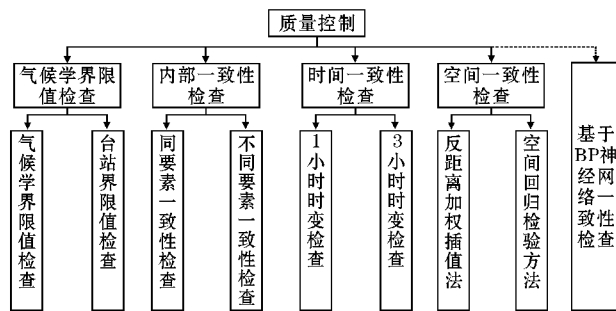 质量控制
气候学界限
值检查
内部一致性
检查
时间一致性
检查
空间一致性
检查
基于
BP神
经网
络一
致性
检查
气候学界限值检查
台站界限值检查
同要素一致性检查
不同要素一致性检查
1小时时变检查
3小时时变检查
反距离加权插值法
空间回归检验方法